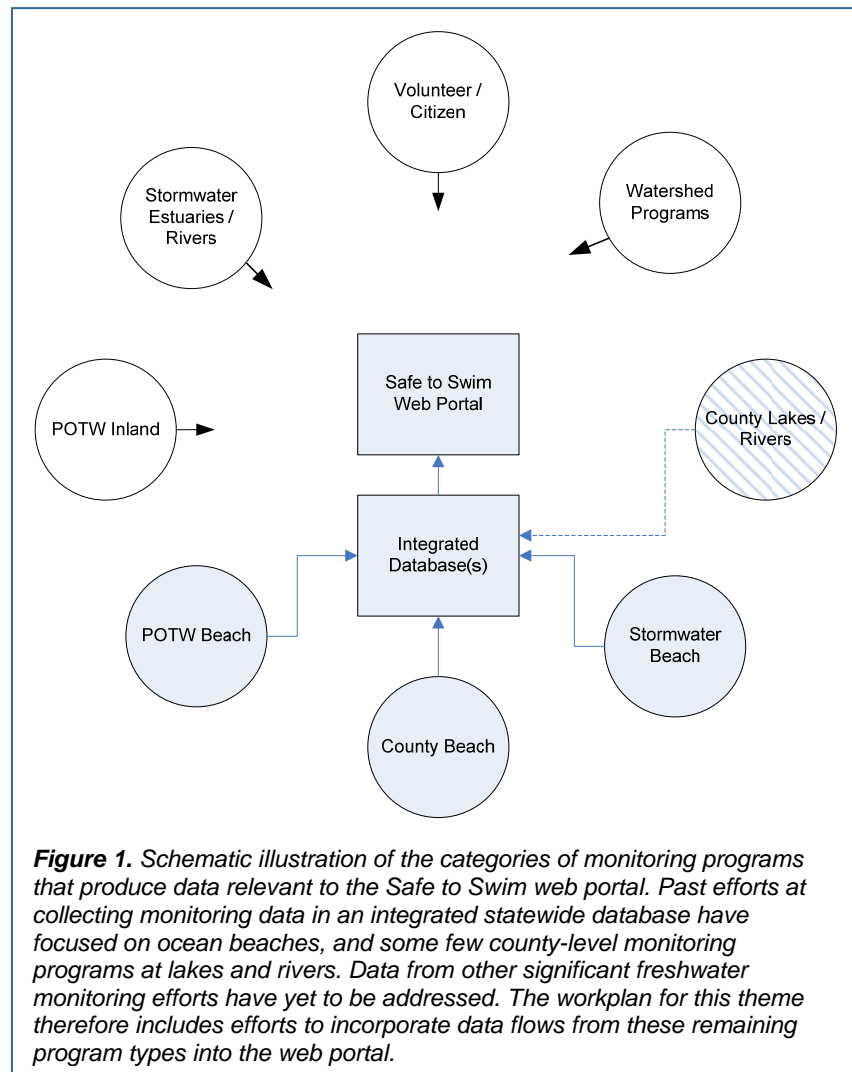 Volunteer /
Citizen
Stormwater
Estuaries /
Rivers
Watershed
Programs
Safe to Swim
Web Portal
POTW Inland
County Lakes /
Rivers
Integrated
Database(s)
POTW Beach
Stormwater
Beach
County Beach
Figure 1. Schematic illustration of the categories of monitoring programs
that produce data relevant to the Safe to Swim web portal. Past efforts at
collecting monitoring data in an integrated statewide database have
focused on ocean beaches, and some few county-level monitoring
programs at lakes and rivers. Data from other significant freshwater
monitoring efforts have yet to be addressed. The workplan for this theme
therefore includes efforts to incorporate data flows from these remaining
program types into the web portal.